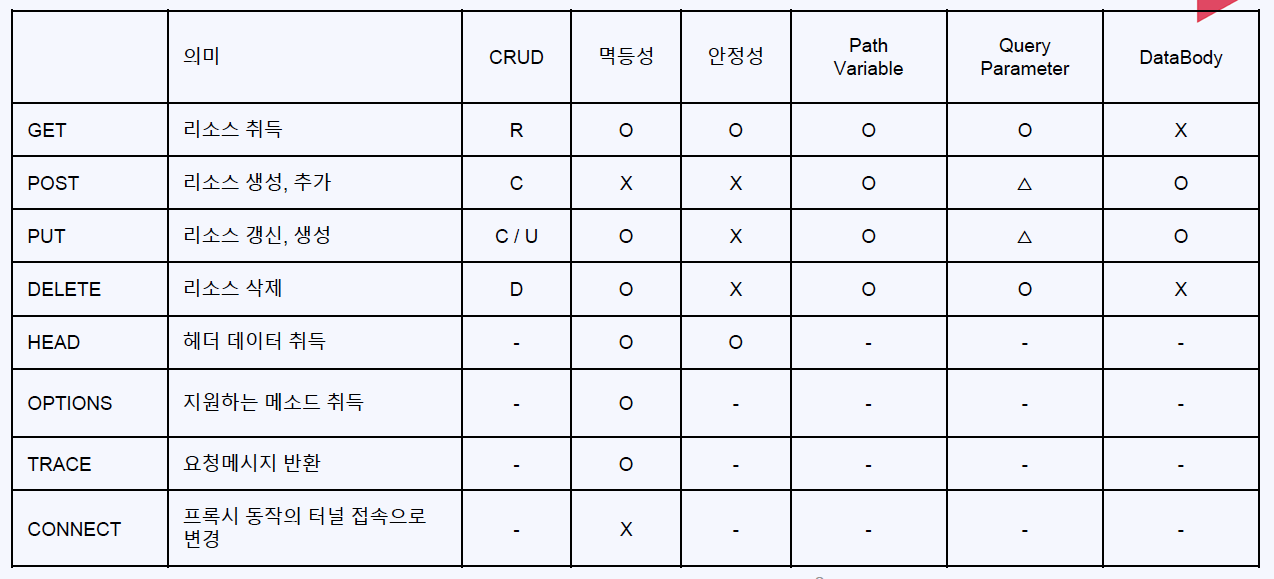 의미 CRUD 멱등성 안정성 Path Variable Query Parameter DataBody
GET 리소스 취득 R O O O O X
POST 리소스 생성, 추가 C X X O △ O
PUT 리소스 갱신, 생성 C / U O X O △ O
DELETE 리소스 삭제 D O X O O X
HEAD 헤더 데이터 취득 - O O - - -
OPTIONS 지원하는 메소드 취득 - O - - - -
TRACE 요청메시지 반환 - O - - - -
CONNECT 프록시 동작의 터널 접속으로 변경 - X - - - -